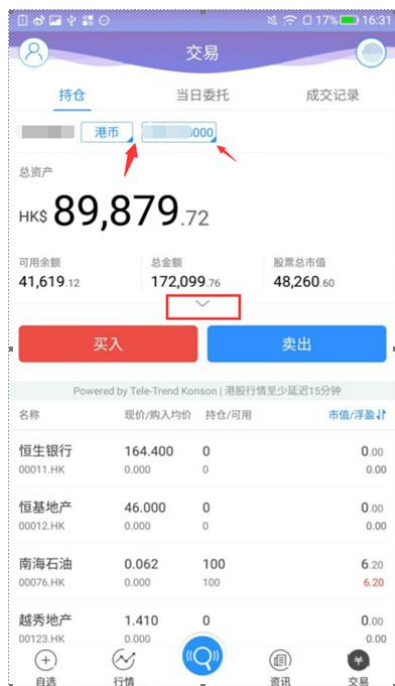 17% 16:31
交易
持仓 当日委托 成交记录
港币 000
总资产
HK$ 89,879.72
可用余额 总金额 股票总市值
41,619.12 172,099.76 48,260.60
买入 卖出
Powered by Tele-Trend Konson | 港股行情至少延迟15分钟
名称 现价/购入均价 持仓/可用 市值/浮盈
恒生银行 164.400 0 0.00
00011.HK 0.000 0 0.00
恒基地产 46.000 0 0.00
00012.HK 0.000 0 0.00
南海石油 0.062 100 6.20
00076.HK 0.000 100 6.20
越秀地产 1.410 0 0.00
00123.HK 0.000 0.00
自选 行情 资讯 交易